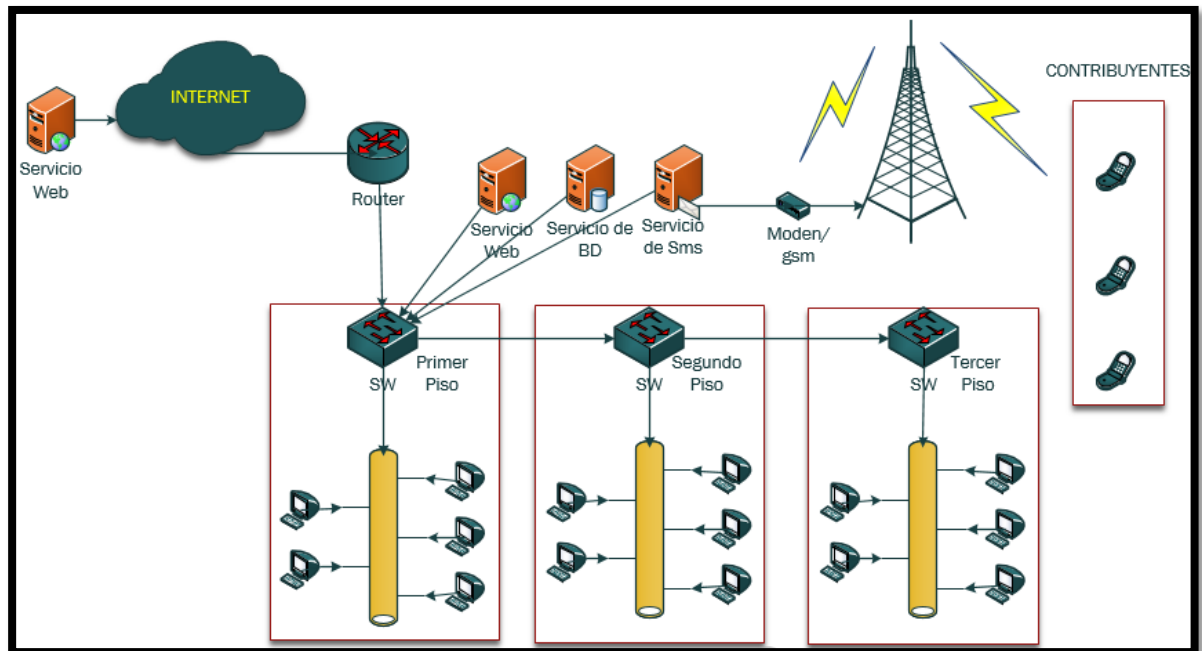 CONTRIBUYENTES
INTERNET
Servicio
Web
Router
Servicio
Web
Servicio de
BD
Servicio
de Sms
Moden/
gsm
SW
Primer
Piso
SW
Segundo
Piso
SW
Tercer
Piso